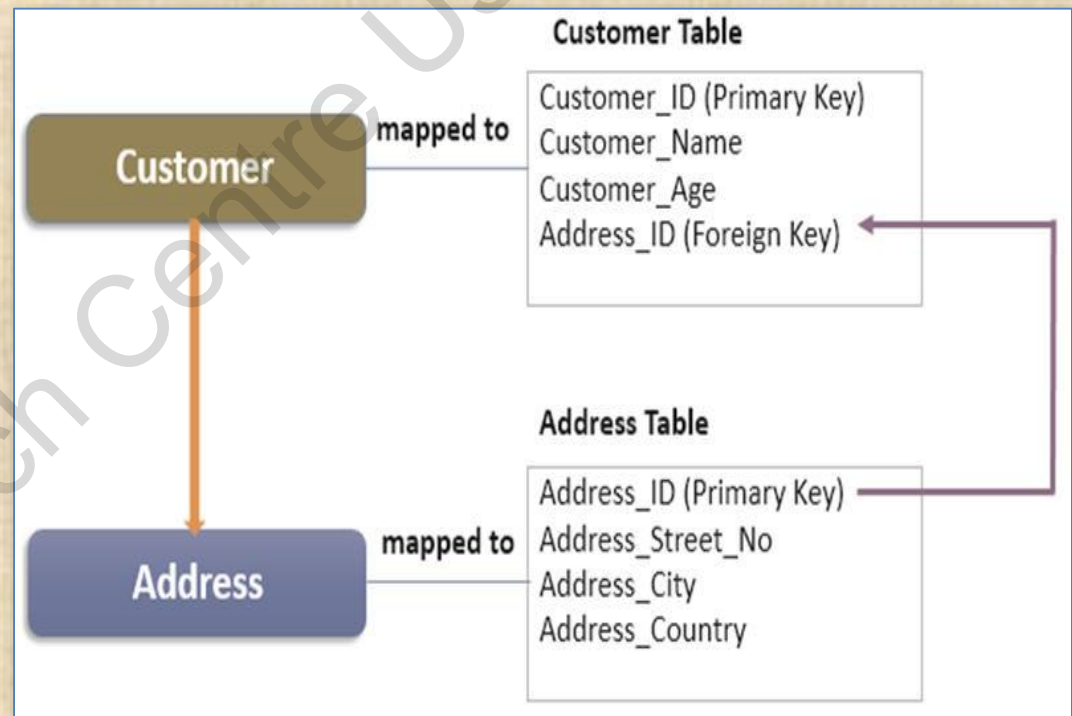 Customer Table
Customer
mapped to
Customer_ID (Primary Key)
Customer_Name
Customer_Age
Address_ID (Foreign Key)
Address Table
Address
mapped to
Address_ID (Primary Key)
Address_Street_No
Address_City
Address_Country
Centre